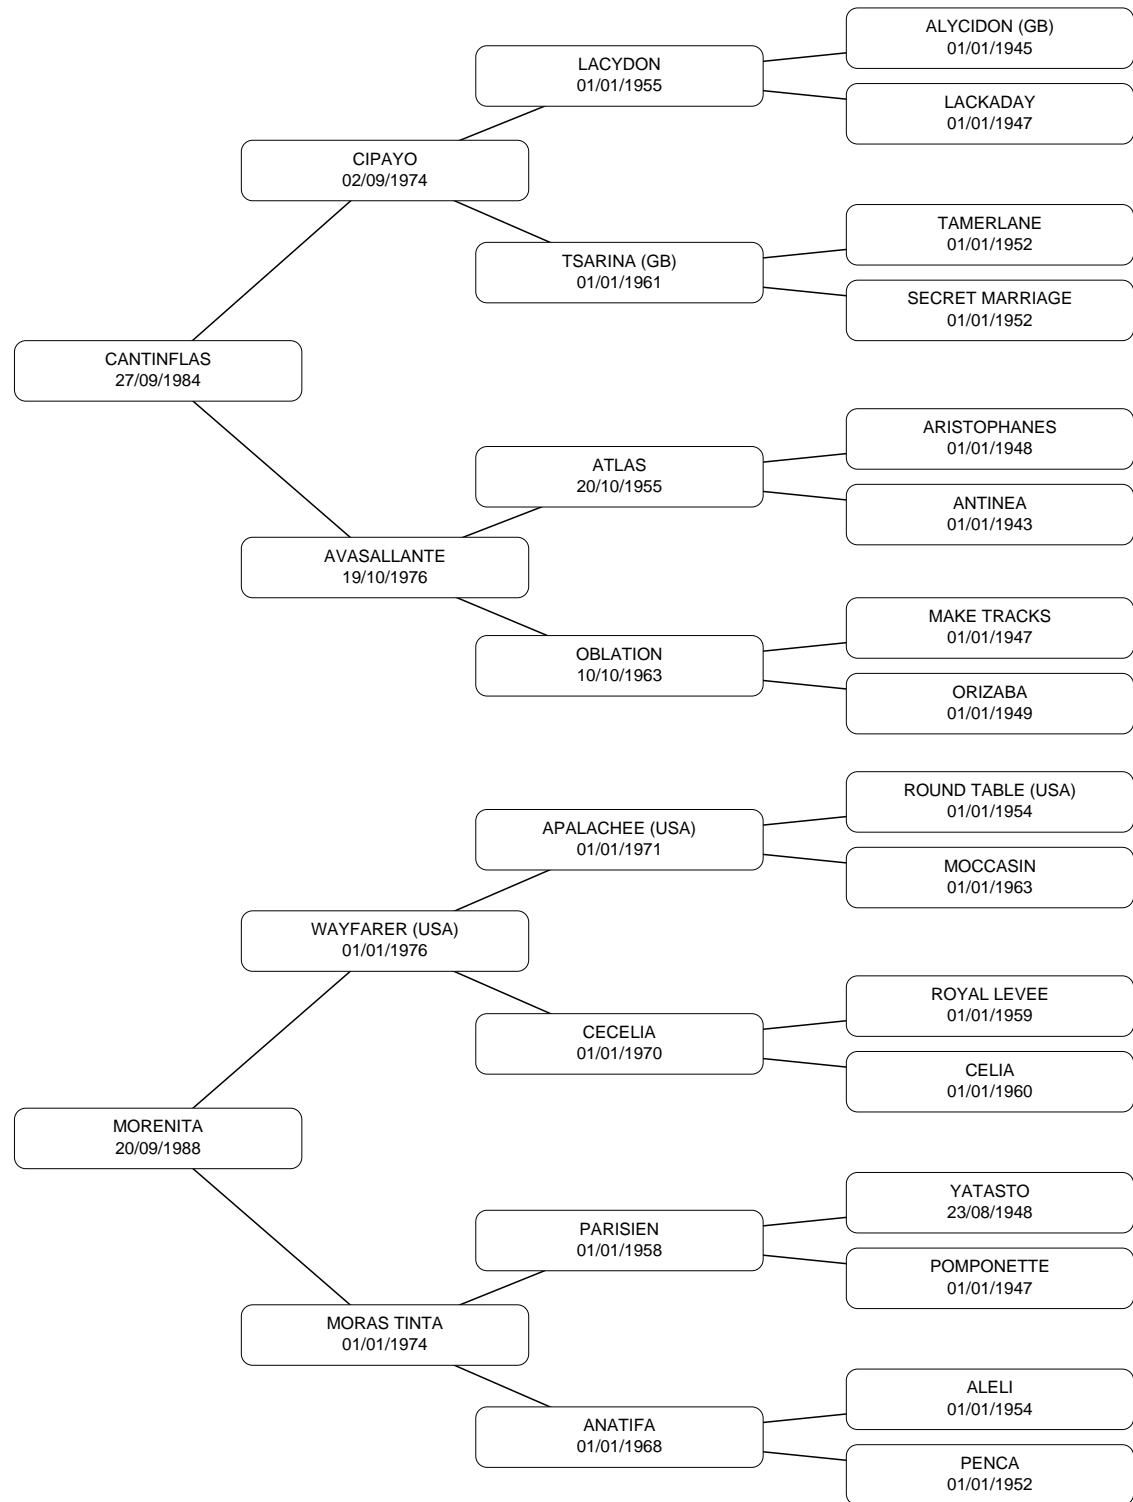 ALYCIDON (GB)
01/01/1945
LACYDON
01/01/1955
LACKADAY
01/01/1947
CIPAYO
02/09/1974
TAMERLANE
01/01/1952
TSARINA (GB)
01/01/1961
SECRET MARRIAGE
01/01/1952
CANTINFLAS
27/09/1984
ARISTOPHANES
01/01/1948
ATLAS
20/10/1955
ANTINEA
01/01/1943
AVASALLANTE
19/10/1976
MAKE TRACKS
01/01/1947
OBLATION
10/10/1963
ORIZABA
01/01/1949
ROUND TABLE (USA)
01/01/1954
APALACHEE (USA)
01/01/1971
MOCCASIN
01/01/1963
WAYFARER (USA)
01/01/1976
ROYAL LEVEE
01/01/1959
CECELIA
01/01/1970
CELIA
01/01/1960
MORENITA
20/09/1988
YATASTO
23/08/1948
PARISIEN
01/01/1958
POMPONETTE
01/01/1947
MORAS TINTA
01/01/1974
ALELI
01/01/1954
ANATIFA
01/01/1968
PENCA
01/01/1952